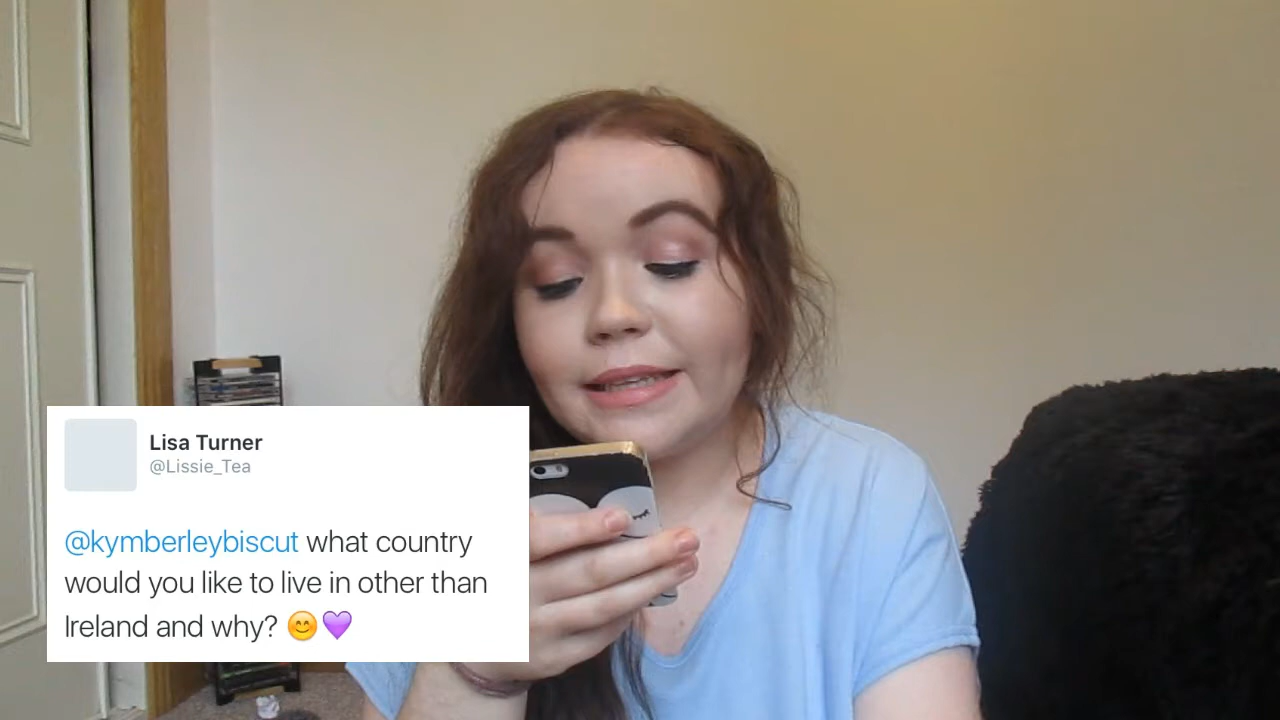 Lisa Turner
@Lissie_Tea
@kymberleybiscut what country
would you like to live in other than
Ireland and why? 😊💜